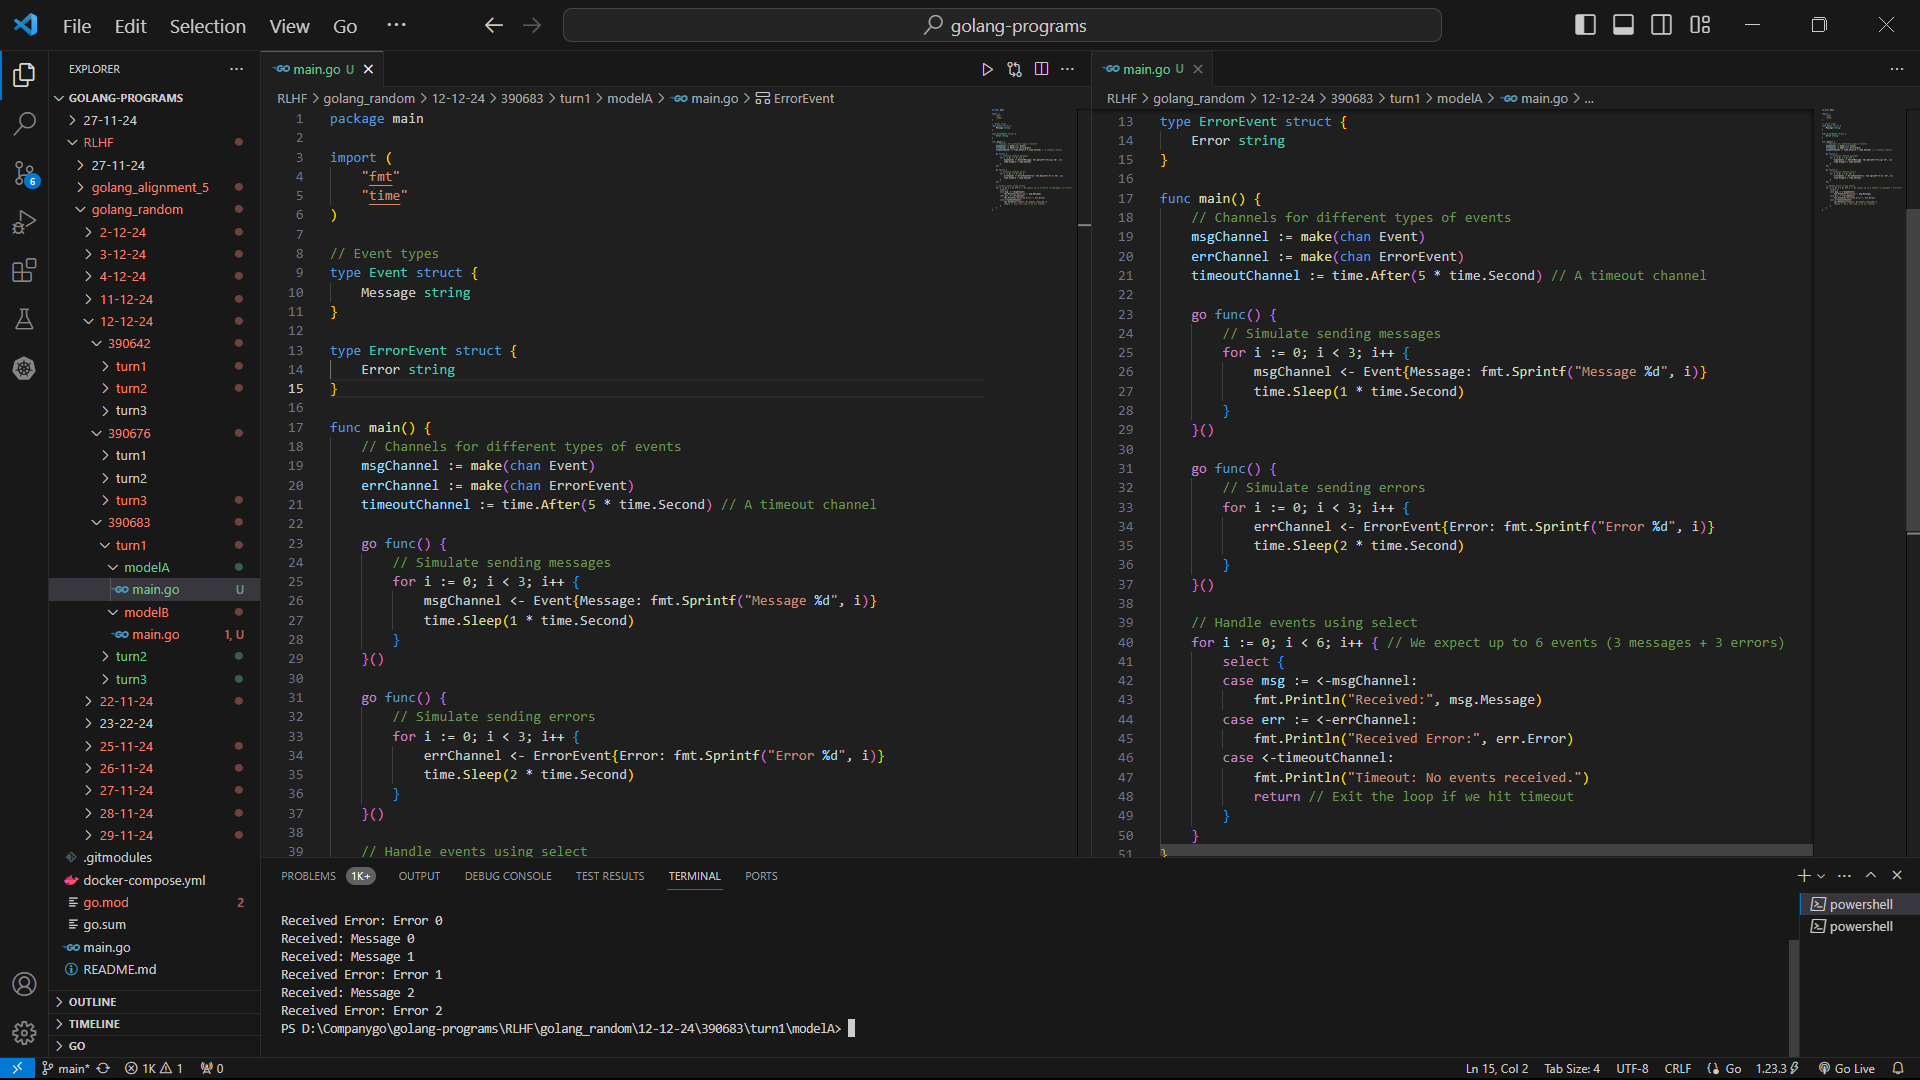 File Edit Selection View Go ···
golang-programs
EXPLORER
GOLANG-PROGRAMS
27-11-24
RLHF
27-11-24
golang_alignment_5
golang_random
2-12-24
3-12-24
4-12-24
11-12-24
12-12-24
390642
turn1
turn2
turn3
390676
turn1
turn2
turn3
390683
turn1
modelA
main.go U
modelB
main.go 1, U
turn2
turn3
22-11-24
23-22-24
25-11-24
26-11-24
27-11-24
28-11-24
29-11-24
.gitmodules
docker-compose.yml
go.mod 2
go.sum
main.go
README.md
OUTLINE
TIMELINE
GO
6
main.go U
RLHF > golang_random > 12-12-24 > 390683 > turn1 > modelA > main.go > ErrorEvent
1 package main
2
3 import (
4 "fmt"
5 "time"
6 )
7
8 // Event types
9 type Event struct {
10 Message string
11 }
12
13 type ErrorEvent struct {
14 Error string
15 }
16
17 func main() {
18 // Channels for different types of events
19 msgChannel := make(chan Event)
20 errChannel := make(chan ErrorEvent)
21 timeoutChannel := time.After(5 * time.Second) // A timeout channel
22
23 go func() {
24 // Simulate sending messages
25 for i := 0; i < 3; i++ {
26 msgChannel <- Event{Message: fmt.Sprintf("Message %d", i)}
27 time.Sleep(1 * time.Second)
28 }
29 }()
30
31 go func() {
32 // Simulate sending errors
33 for i := 0; i < 3; i++ {
34 errChannel <- ErrorEvent{Error: fmt.Sprintf("Error %d", i)}
35 time.Sleep(2 * time.Second)
36 }
37 }()
38
39 // Handle events using select
main.go U
RLHF > golang_random > 12-12-24 > 390683 > turn1 > modelA > main.go > ...
13 type ErrorEvent struct {
14 Error string
15 }
16
17 func main() {
18 // Channels for different types of events
19 msgChannel := make(chan Event)
20 errChannel := make(chan ErrorEvent)
21 timeoutChannel := time.After(5 * time.Second) // A timeout channel
22
23 go func() {
24 // Simulate sending messages
25 for i := 0; i < 3; i++ {
26 msgChannel <- Event{Message: fmt.Sprintf("Message %d", i)}
27 time.Sleep(1 * time.Second)
28 }
29 }()
30
31 go func() {
32 // Simulate sending errors
33 for i := 0; i < 3; i++ {
34 errChannel <- ErrorEvent{Error: fmt.Sprintf("Error %d", i)}
35 time.Sleep(2 * time.Second)
36 }
37 }()
38
39 // Handle events using select
40 for i := 0; i < 6; i++ { // We expect up to 6 events (3 messages + 3 errors)
41 select {
42 case msg := <-msgChannel:
43 fmt.Println("Received:", msg.Message)
44 case err := <-errChannel:
45 fmt.Println("Received Error:", err.Error)
46 case <-timeoutChannel:
47 fmt.Println("Timeout: No events received.")
48 return // Exit the loop if we hit timeout
49 }
50 }
51 }
PROBLEMS 1K+ OUTPUT DEBUG CONSOLE TEST RESULTS TERMINAL PORTS
Received Error: Error 0
Received: Message 0
Received: Message 1
Received Error: Error 1
Received: Message 2
Received Error: Error 2
PS D:\Companygo\golang-programs\RLHF\golang_random\12-12-24\390683\turn1\modelA>
powershell
powershell
main* 1K 1 0 Ln 15, Col 2 Tab Size: 4 UTF-8 CRLF Go 1.23.3 Go Live